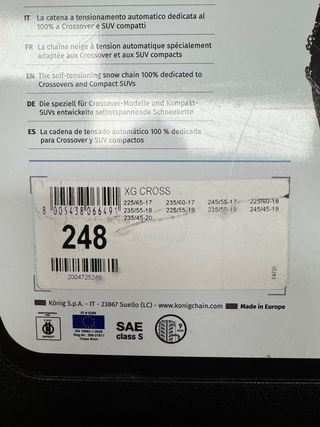 IT La catena a tensionamento automatico dedicata al
100% a Crossover e SUV compatti
FR La chaîne neige à tension automatique spécialement
adaptée aux Crossover et aux SUV compacts
EN The self-tensioning snow chain 100% dedicated to
Crossovers and Compact SUVs
DE Die speziell für Crossover-Modelle und Kompakt-
SUVs entwickelte selbstspannende Schneekette
ES La cadena de tensado automático 100 % dedicada
para Crossover y SUV compactos
XG CROSS
225/65-17 235/60-17 245/55-17 225/60-18
235/55-18 225/55-19 235/50-19 245/45-19
235/45-20
8 005438 066491
248
2004725248
König S.p.A. - IT - 23867 Suello (LC) - www.konigchain.com Made in Europe
SAE
class S
9